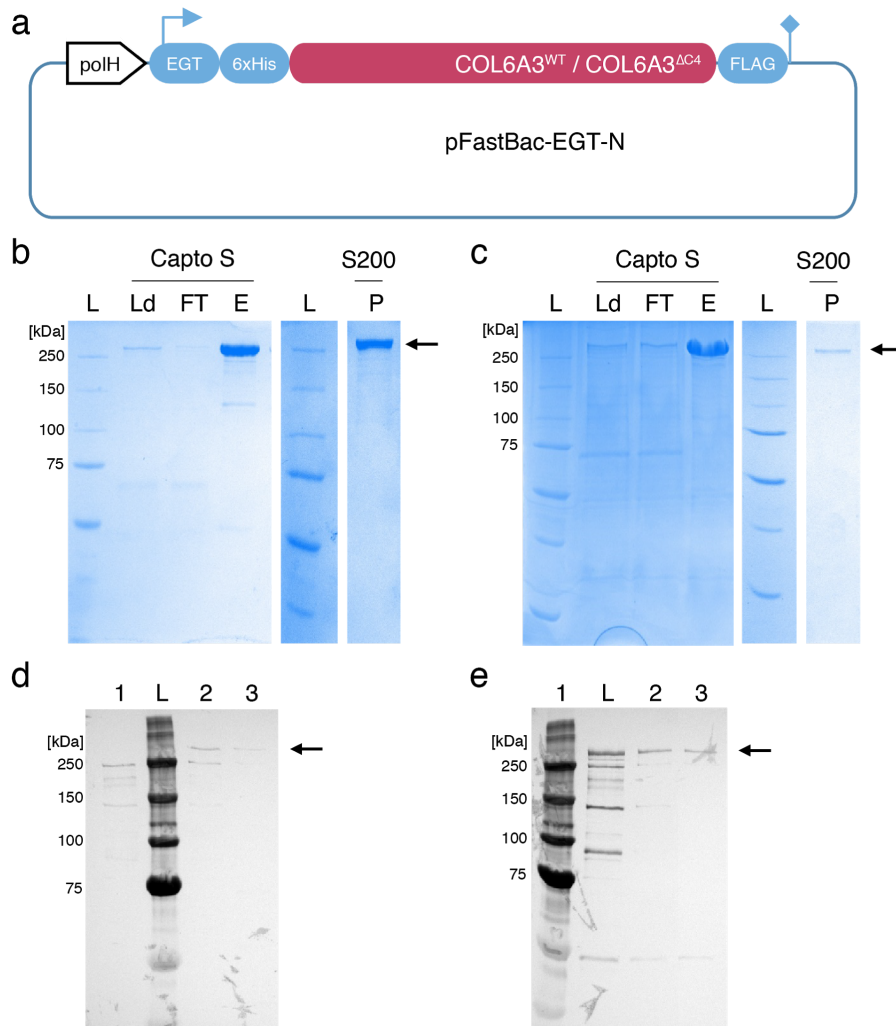 a
polH EGT 6xHis COL6A3WT / COL6A3ΔC4 FLAG
pFastBac-EGT-N
b
Capto S S200
L Ld FT E L P
[kDa]
250
150
100
75
c
Capto S S200
L Ld FT E L P
[kDa]
250
150
100
75
d
1 L 2 3
[kDa]
250
150
100
75
e
1 L 2 3
[kDa]
250
150
100
75